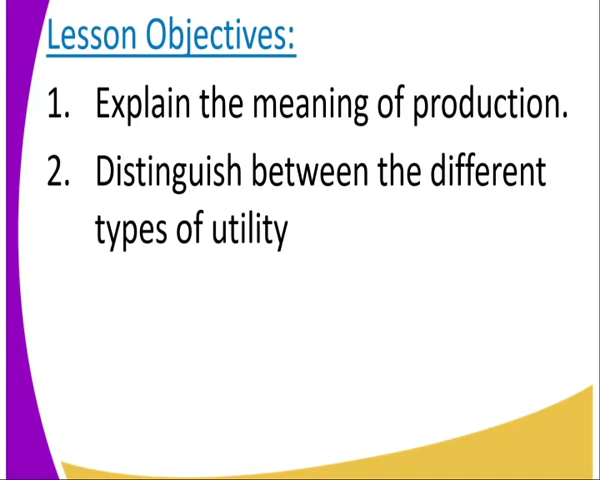 Lesson Objectives:
1. Explain the meaning of production.
2. Distinguish between the different
types of utility